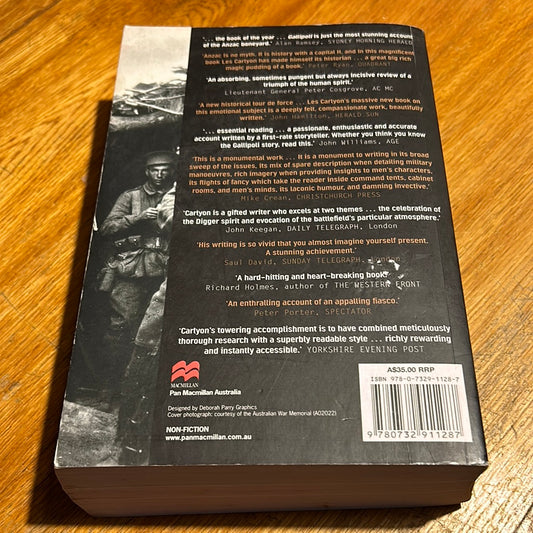 '... the book of the year ... Gallipoli is just the most stunning account
of the Anzac boneyard.' Alan Ramsey, SYDNEY MORNING HERALD
'Anzac is no myth. It is history with a capital H, and in this magnificent
book Les Carlyon has made himself its historian ... a great big rich
magic pudding of a book.' Peter Ryan, QUADRANT
'An absorbing, sometimes pungent but always incisive review of a
triumph of the human spirit.'
Lieutenant General Peter Cosgrove, AC MC
'A new historical tour de force ... Les Carlyon's massive new book on
this emotional subject is a deeply felt, compassionate work, beautifully
written.' John Hamilton, HERALD SUN
'... essential reading ... a passionate, enthusiastic and accurate
account written by a first-rate storyteller. Whether you think you know
the Gallipoli story, read this.' John Williams, AGE
'This is a monumental work ... It is a monument to writing in its broad
sweep of the issues, its mix of spare description when detailing military
manoeuvres, rich imagery when providing insights to men's characters,
its flights of fancy which take the reader inside command tents, cabinet
rooms, and men's minds. Its laconic humour, and damning invective.'
Mike Crean, CHRISTCHURCH PRESS
'Carlyon is a gifted writer who excels at two themes ... the celebration of
the Digger spirit and evocation of the battlefield's particular atmosphere.'
John Keegan, DAILY TELEGRAPH, London
'His writing is so vivid that you almost imagine yourself present.
A stunning achievement.'
Saul David, SUNDAY TELEGRAPH, London
'A hard-hitting and heart-breaking book.'
Richard Holmes, author of THE WESTERN FRONT
'An enthralling account of an appalling fiasco.'
Peter Porter, SPECTATOR
'Carlyon's towering accomplishment is to have combined meticulously
thorough research with a superbly readable style ... richly rewarding
and instantly accessible.' YORKSHIRE EVENING POST
MACMILLAN
Pan Macmillan Australia
Designed by Deborah Parry Graphics
Cover photograph: courtesy of the Australian War Memorial (A02022)
NON-FICTION
www.panmacmillan.com.au
A$35.00 RRP
ISBN 978-0-7329-1128-7
9 780732 911287